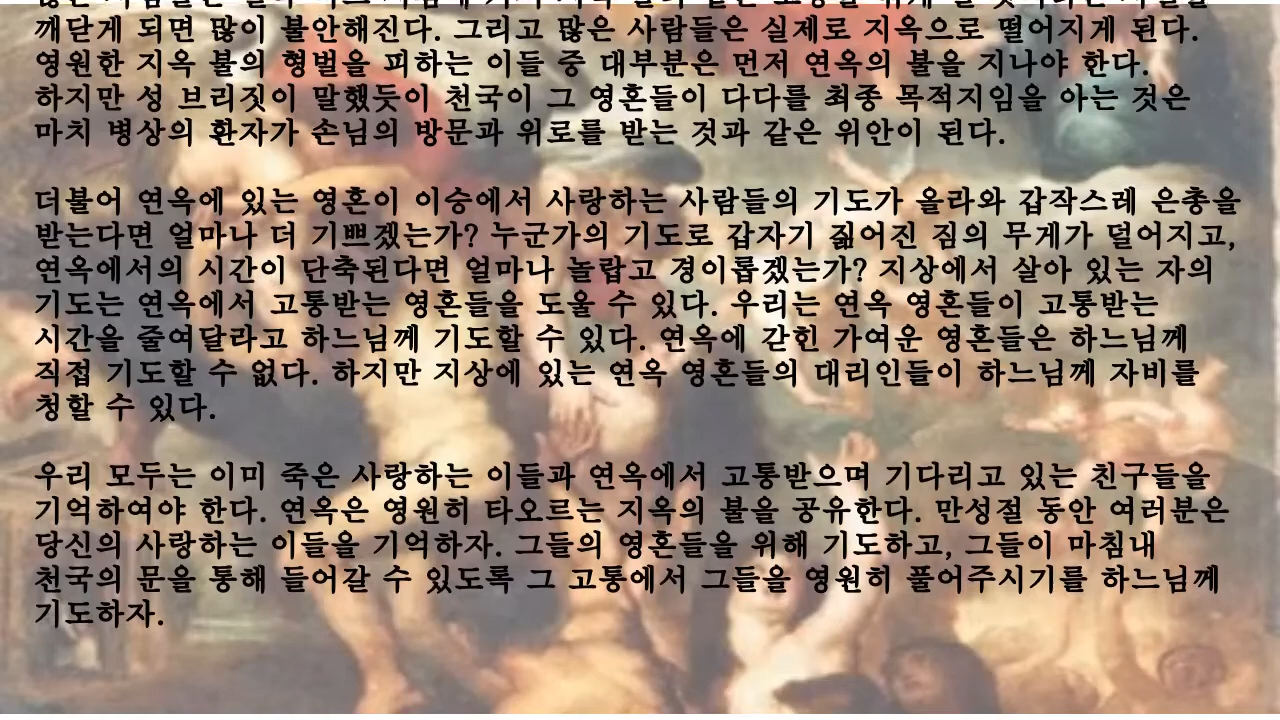 깨닫게 되면 많이 불안해진다. 그리고 많은 사람들은 실제로 지옥으로 떨어지게 된다.
영원한 지옥 불의 형벌을 피하는 이들 중 대부분은 먼저 연옥의 불을 지나야 한다.
하지만 성 브리짓이 말했듯이 천국이 그 영혼들이 다다를 최종 목적지임을 아는 것은
마치 병상의 환자가 손님의 방문과 위로를 받는 것과 같은 위안이 된다.
더불어 연옥에 있는 영혼이 이승에서 사랑하는 사람들의 기도가 올라와 갑작스레 은총을
받는다면 얼마나 더 기쁘겠는가? 누군가의 기도로 갑자기 짊어진 짐의 무게가 덜어지고,
연옥에서의 시간이 단축된다면 얼마나 놀랍고 경이롭겠는가? 지상에서 살아 있는 자의
기도는 연옥에서 고통받는 영혼들을 도울 수 있다. 우리는 연옥 영혼들이 고통받는
시간을 줄여달라고 하느님께 기도할 수 있다. 연옥에 갇힌 가여운 영혼들은 하느님께
직접 기도할 수 없다. 하지만 지상에 있는 연옥 영혼들의 대리인들이 하느님께 자비를
청할 수 있다.
우리 모두는 이미 죽은 사랑하는 이들과 연옥에서 고통받으며 기다리고 있는 친구들을
기억하여야 한다. 연옥은 영원히 타오르는 지옥의 불을 공유한다. 만성절 동안 여러분은
당신의 사랑하는 이들을 기억하자. 그들의 영혼들을 위해 기도하고, 그들이 마침내
천국의 문을 통해 들어갈 수 있도록 그 고통에서 그들을 영원히 풀어주시기를 하느님께
기도하자.